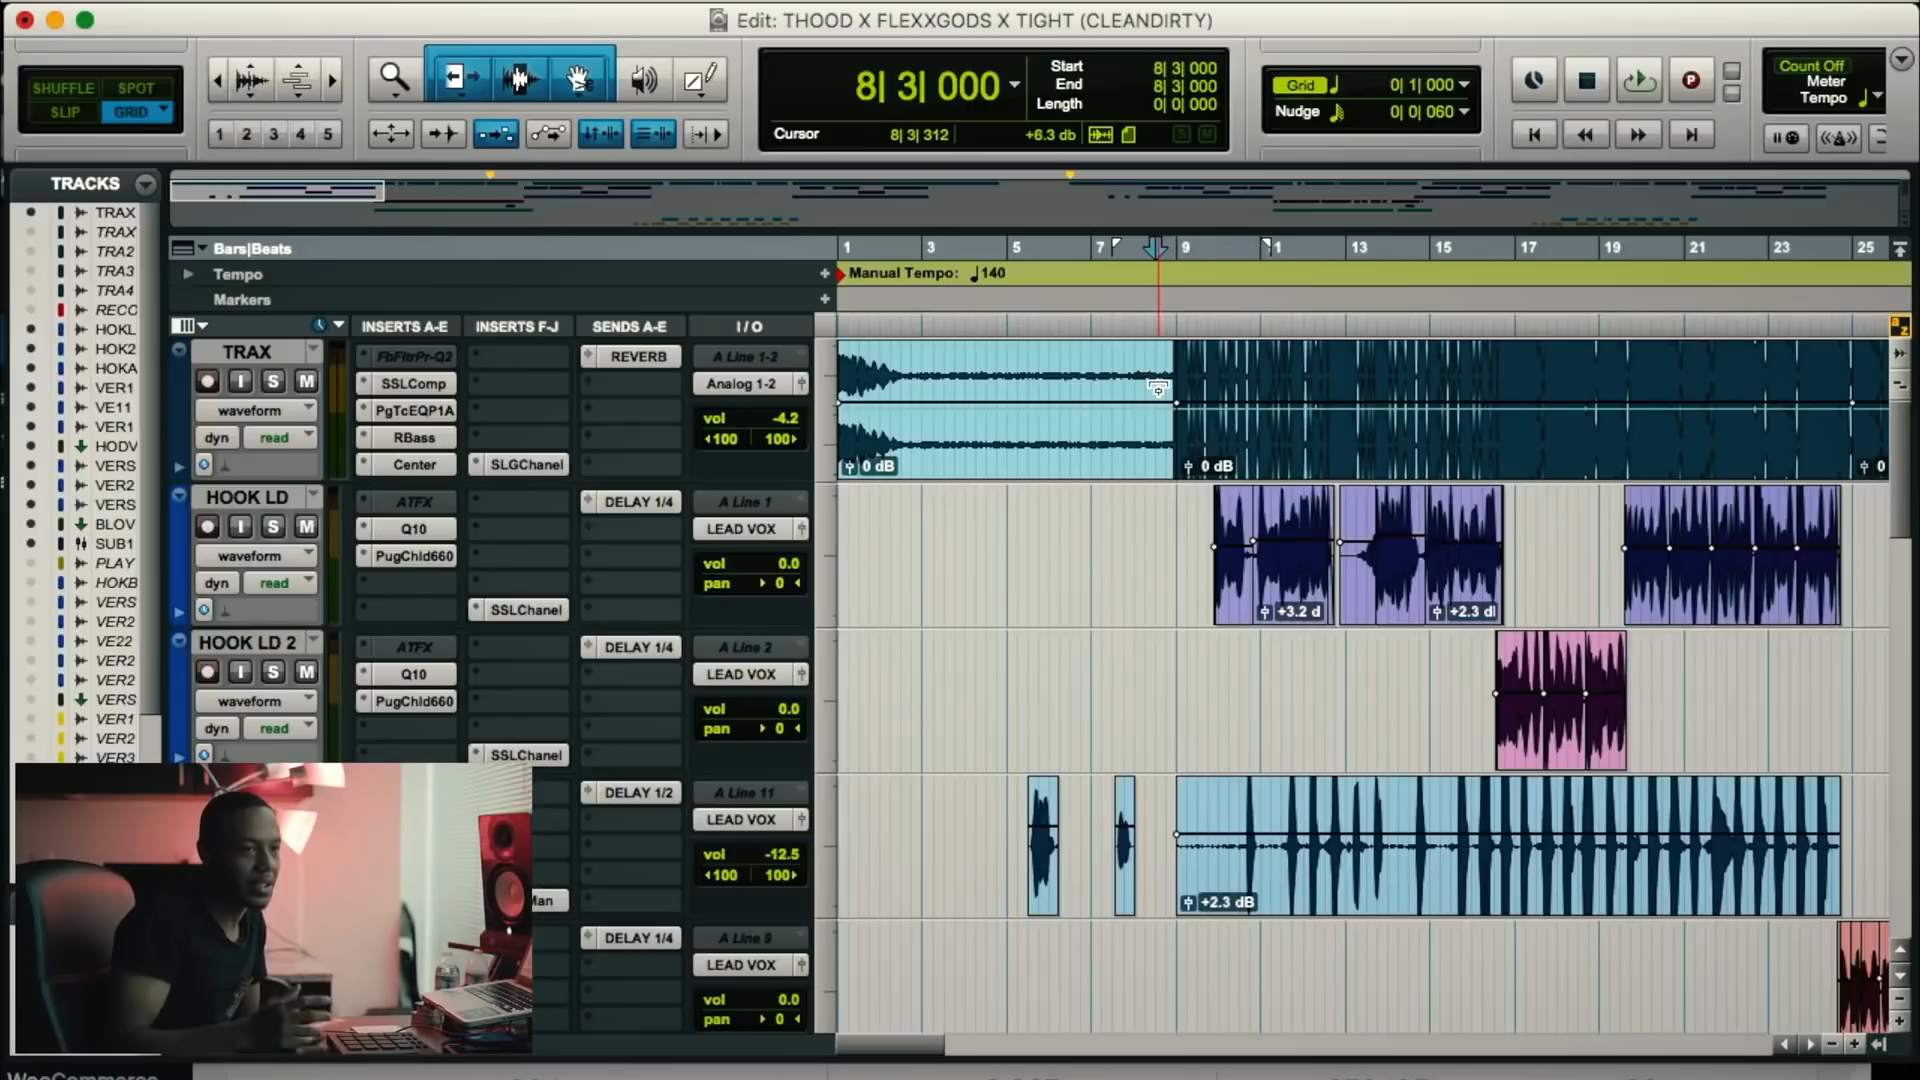 Edit: THOOD X FLEXXGODS X TIGHT (CLEANDIRTY)
SHUFFLE SPOT
SLIP GRID
1 2 3 4 5
8| 3| 000
Start 8| 3| 000
End 8| 3| 000
Length 0| 0| 000
Cursor 8| 3| 312 +6.3 db
Grid 0| 1| 000
Nudge 0| 0| 060
Count Off
Meter
Tempo
TRACKS
TRAX
TRAX
TRA2
TRA3
TRA4
RECO
HOKL
HOK2
HOKA
VER1
VE11
VER1
HODV
VERS
VER2
VERS
BLOV
SUB1
PLAY
HOKB
VERS
VER2
VE22
VER2
VER2
VERS
VER1
VER2
VER3
Bars|Beats
1 3 5 7 9 1 13 15 17 19 21 23 25
Tempo
Manual Tempo: 140
Markers
INSERTS A-E INSERTS F-J SENDS A-E I / O
TRAX
I S M
waveform
dyn read
FbFltrPr-Q2
SSLComp
PgTcEQP1A
RBass
Center
SLGChanel
REVERB
A Line 1-2
Analog 1-2
vol -4.2
100 100
0 dB
0 dB
0
HOOK LD
I S M
waveform
dyn read
ATFX
Q10
PugChld660
SSLChanel
DELAY 1/4
A Line 1
LEAD VOX
vol 0.0
pan 0
+3.2 d
+2.3 d
HOOK LD 2
I S M
waveform
dyn read
ATFX
Q10
PugChld660
SSLChanel
DELAY 1/4
A Line 2
LEAD VOX
vol 0.0
pan 0
DELAY 1/2
A Line 11
LEAD VOX
vol -12.5
100 100
Man
+2.3 dB
DELAY 1/4
A Line 9
LEAD VOX
vol 0.0
pan 0